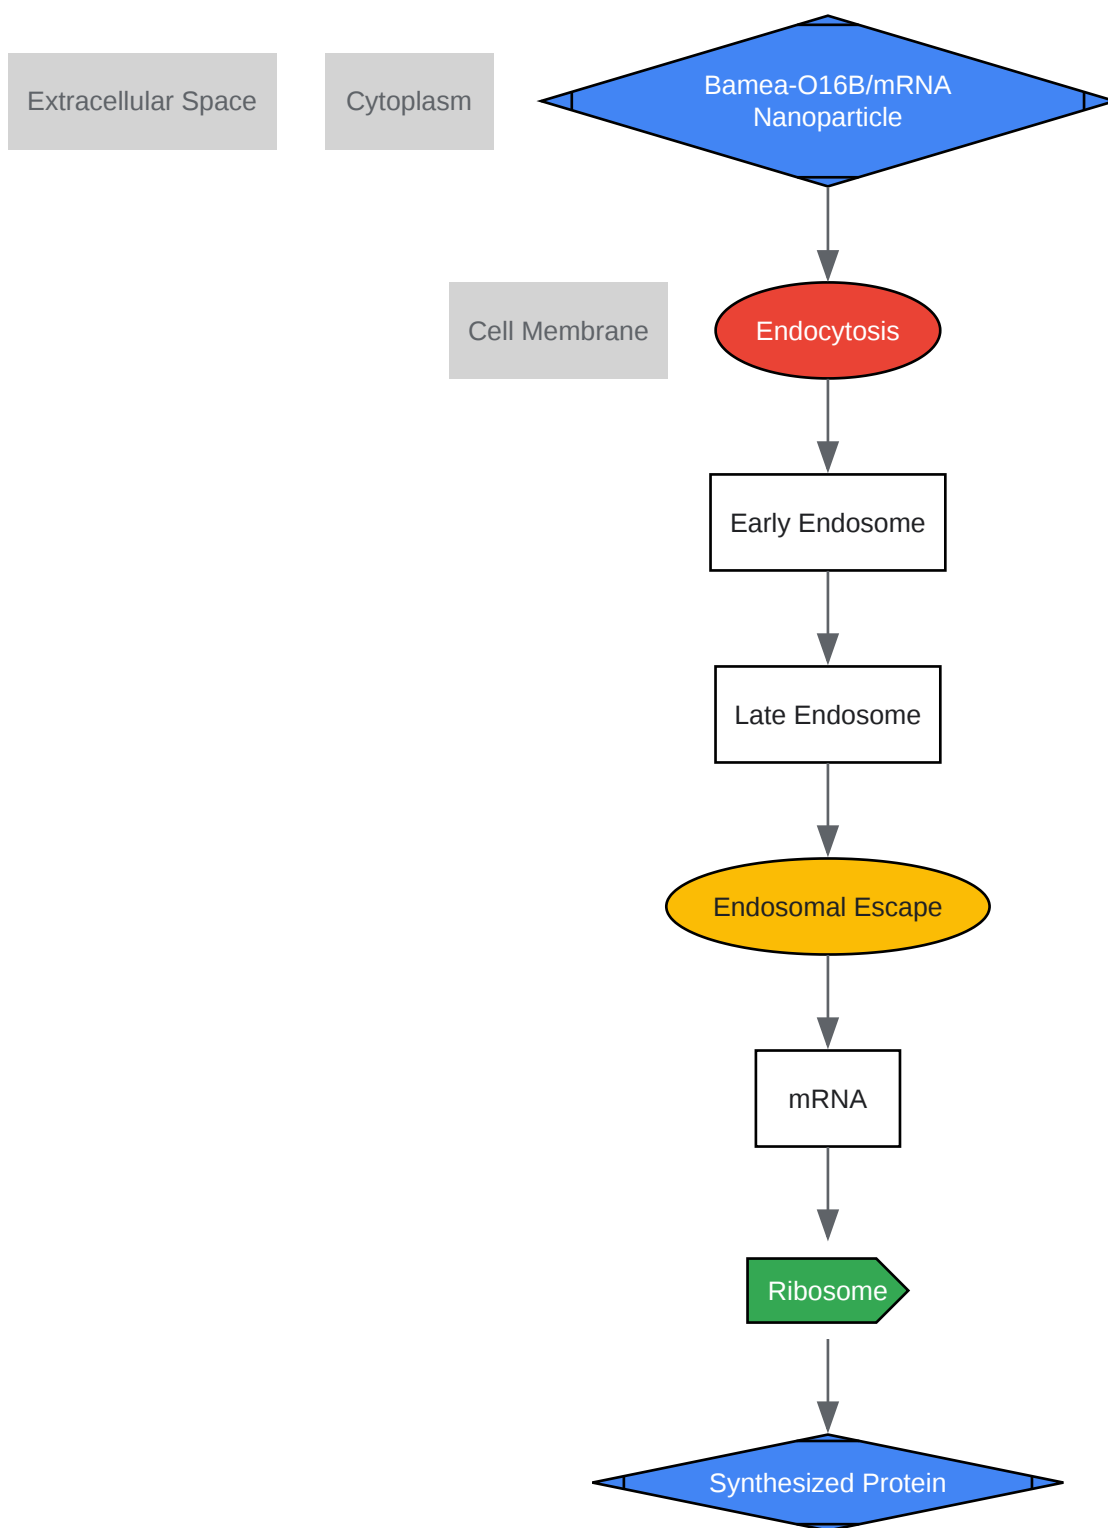 Extracellular Space
Cytoplasm
Bamea-O16B/mRNA
Nanoparticle
Cell Membrane
Endocytosis
Early Endosome
Late Endosome
Endosomal Escape
mRNA
Ribosome
Synthesized Protein